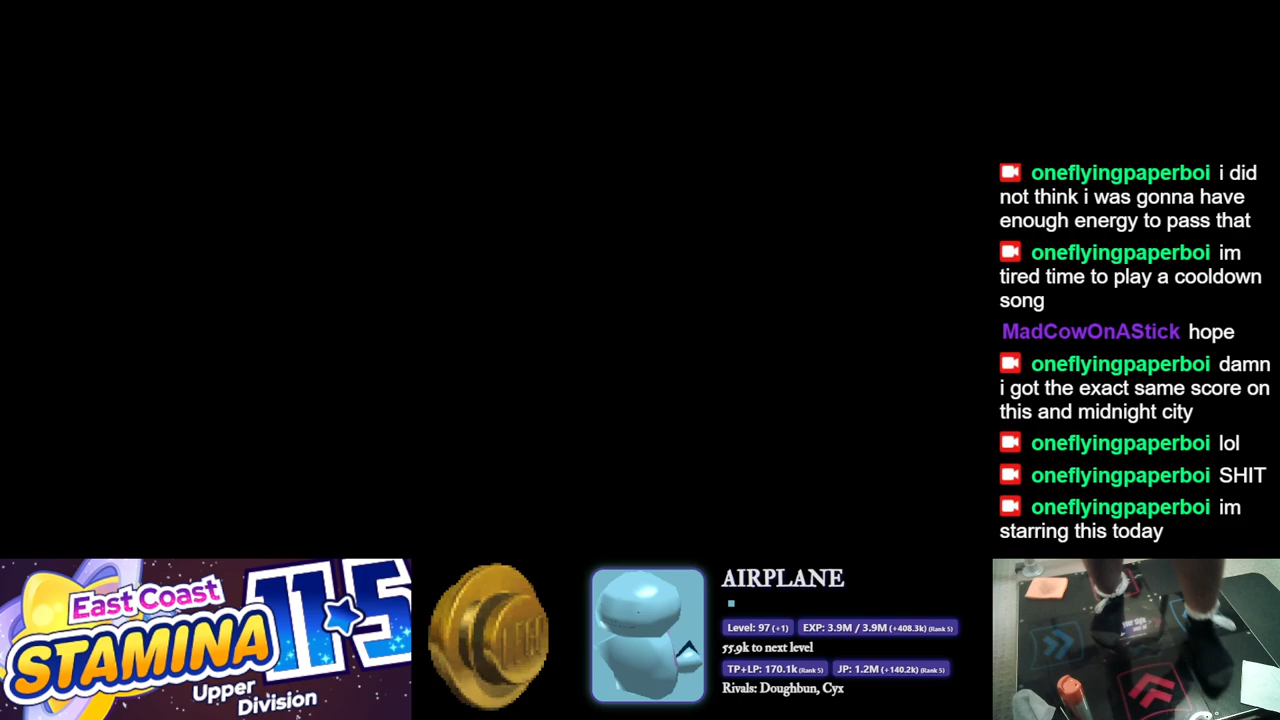 oneflyingpaperboi i did
not think i was gonna have
enough energy to pass that
oneflyingpaperboi im
tired time to play a cooldown
song
MadCowOnAStick hope
oneflyingpaperboi damn
i got the exact same score on
this and midnight city
oneflyingpaperboi lol
oneflyingpaperboi SHIT
oneflyingpaperboi im
starring this today
East Coast
STAMINA 11.5
Upper
Division
AIRPLANE
Level: 97 (+1) EXP: 3.9M / 3.9M (+408.3k) (Rank 5)
55.9k to next level
TP+LP: 170.1k (Rank 5) JP: 1.2M (+140.2k) (Rank 5)
Rivals: Doughbun, Cyx